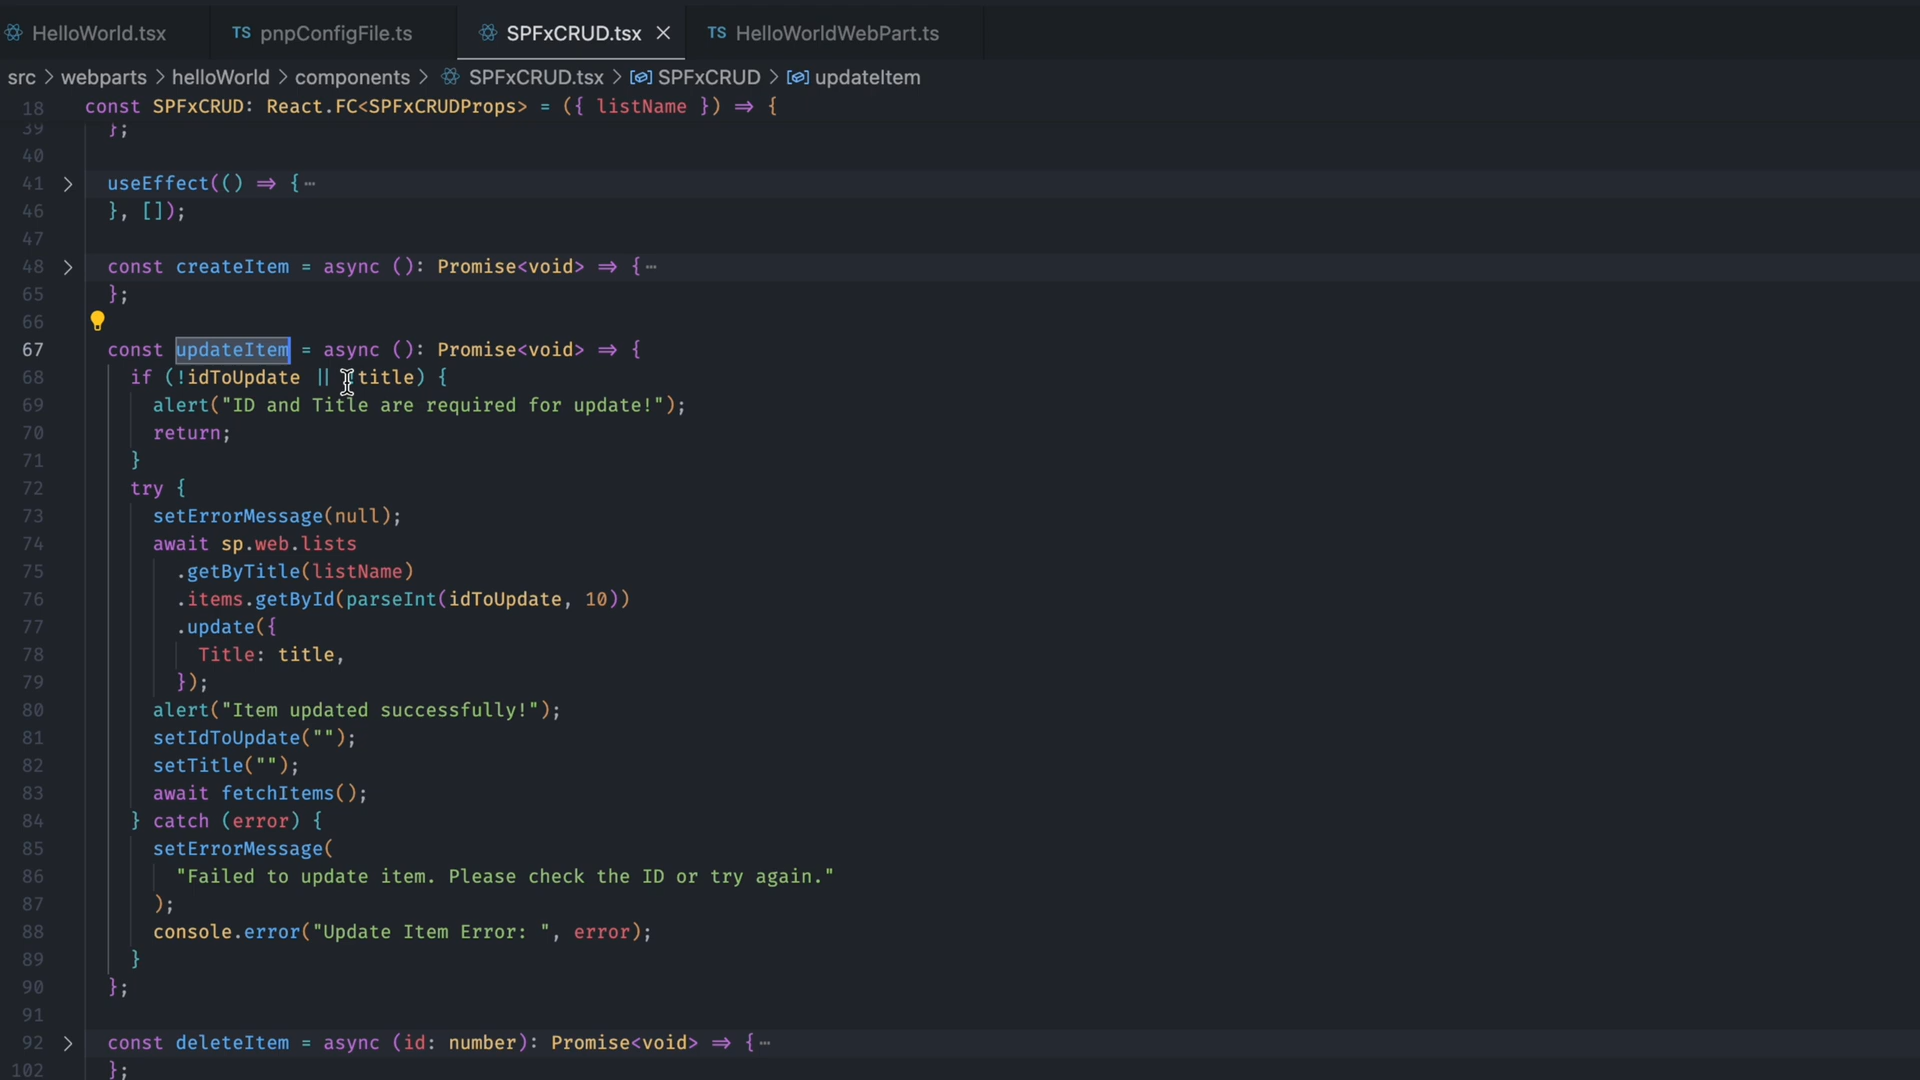 HelloWorld.tsx TS pnpConfigFile.ts SPFxCRUD.tsx × TS HelloWorldWebPart.ts
src > webparts > helloWorld > components > SPFxCRUD.tsx > SPFxCRUD > updateItem
18 const SPFxCRUD: React.FC<SPFxCRUDProps> = ({ listName }) => {
39 };
40
41 > useEffect(() => {…
46 }, []);
47
48 > const createItem = async (): Promise<void> => {…
65 };
66
67 const updateItem = async (): Promise<void> => {
68 if (!idToUpdate || !title) {
69 alert("ID and Title are required for update!");
70 return;
71 }
72 try {
73 setErrorMessage(null);
74 await sp.web.lists
75 .getByTitle(listName)
76 .items.getById(parseInt(idToUpdate, 10))
77 .update({
78 Title: title,
79 });
80 alert("Item updated successfully!");
81 setIdToUpdate("");
82 setTitle("");
83 await fetchItems();
84 } catch (error) {
85 setErrorMessage(
86 "Failed to update item. Please check the ID or try again."
87 );
88 console.error("Update Item Error: ", error);
89 }
90 };
91
92 > const deleteItem = async (id: number): Promise<void> => {…
102 };